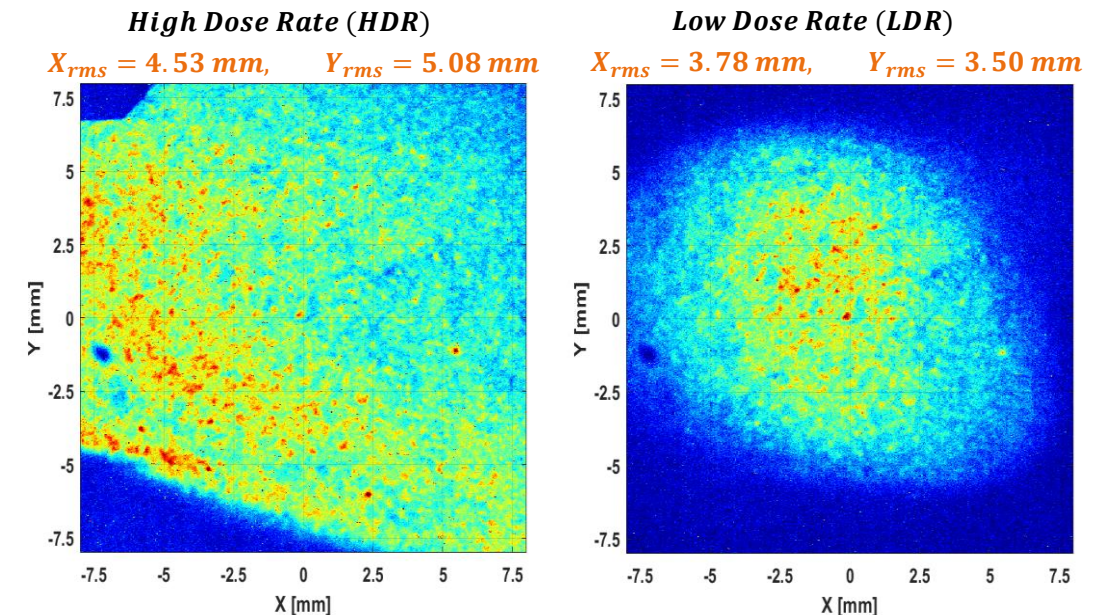 High Dose Rate (HDR)
X_rms = 4.53 mm, Y_rms = 5.08 mm
7.5
5
2.5
0
-2.5
-5
-7.5
Y [mm]
-7.5 -5 -2.5 0 2.5 5 7.5
X [mm]
Low Dose Rate (LDR)
X_rms = 3.78 mm, Y_rms = 3.50 mm
7.5
5
2.5
0
-2.5
-5
-7.5
Y [mm]
-7.5 -5 -2.5 0 2.5 5 7.5
X [mm]